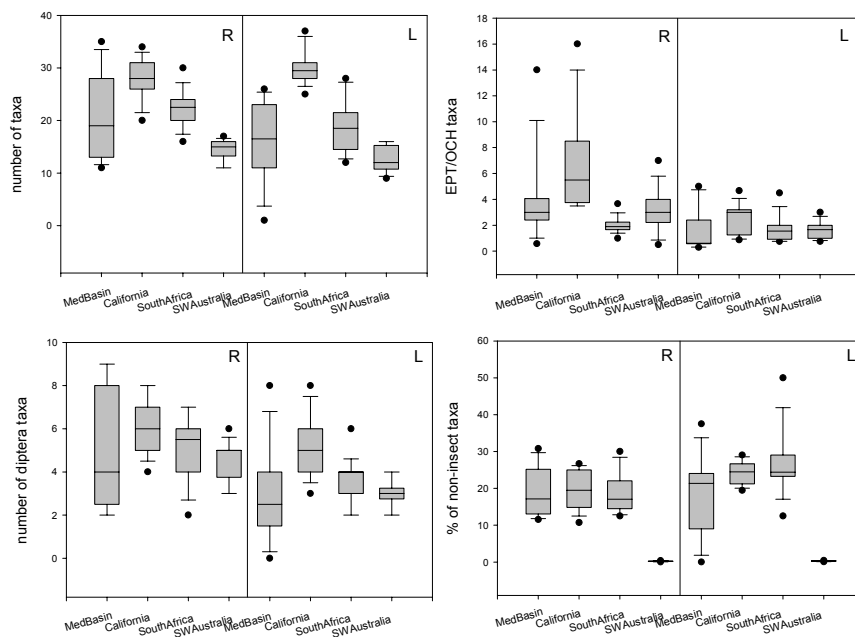 number of taxa
40
30
20
10
0
R
L
MedBasin
California
SouthAfrica
SWAustralia
MedBasin
California
SouthAfrica
SWAustralia
EPT/OCH taxa
18
16
14
12
10
8
6
4
2
0
R
L
MedBasin
California
SouthAfrica
SWAustralia
MedBasin
California
SouthAfrica
SWAustralia
number of diptera taxa
10
8
6
4
2
0
R
L
MedBasin
California
SouthAfrica
SWAustralia
MedBasin
California
SouthAfrica
SWAustralia
% of non-insect taxa
60
50
40
30
20
10
0
R
L
MedBasin
California
SouthAfrica
SWAustralia
MedBasin
California
SouthAfrica
SWAustralia